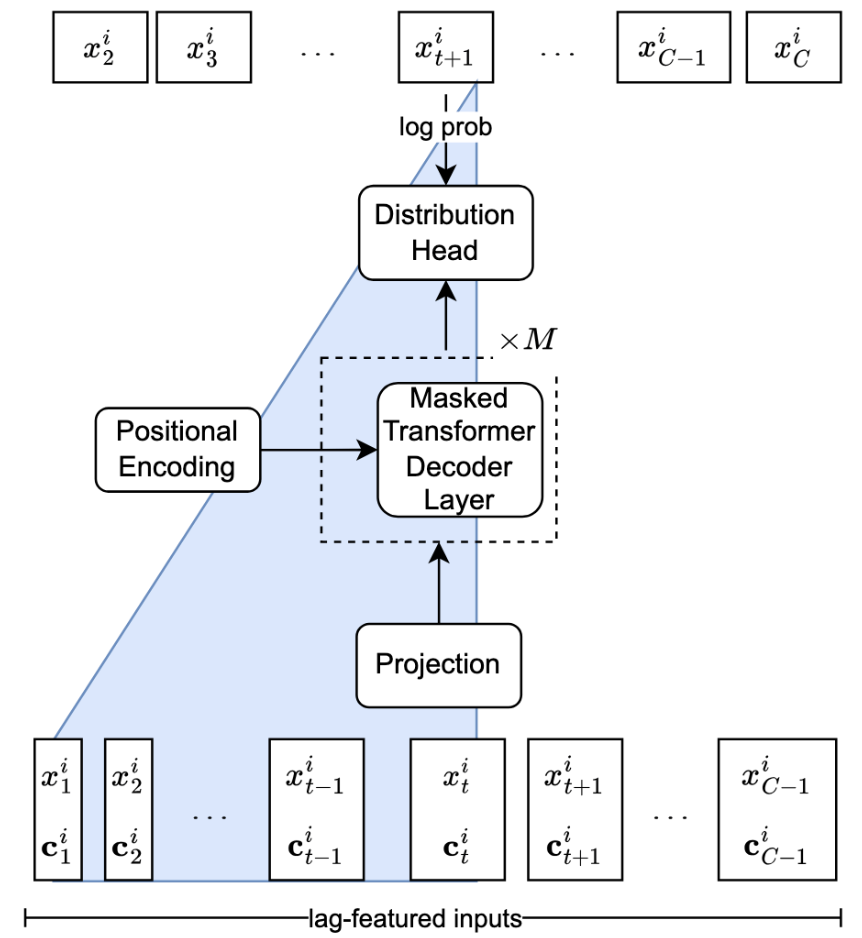 $x_2^i$ $x_3^i$ ... $x_{t+1}^i$ ... $x_{C-1}^i$ $x_C^i$
log prob
Distribution
Head
×M
Masked
Transformer
Decoder
Layer
Positional
Encoding
Projection
$x_1^i$ $x_2^i$ $x_{t-1}^i$ $x_t^i$ $x_{t+1}^i$ $x_{C-1}^i$
... ...
$\mathbf{c}_1^i$ $\mathbf{c}_2^i$ $\mathbf{c}_{t-1}^i$ $\mathbf{c}_t^i$ $\mathbf{c}_{t+1}^i$ $\mathbf{c}_{C-1}^i$
lag-featured inputs